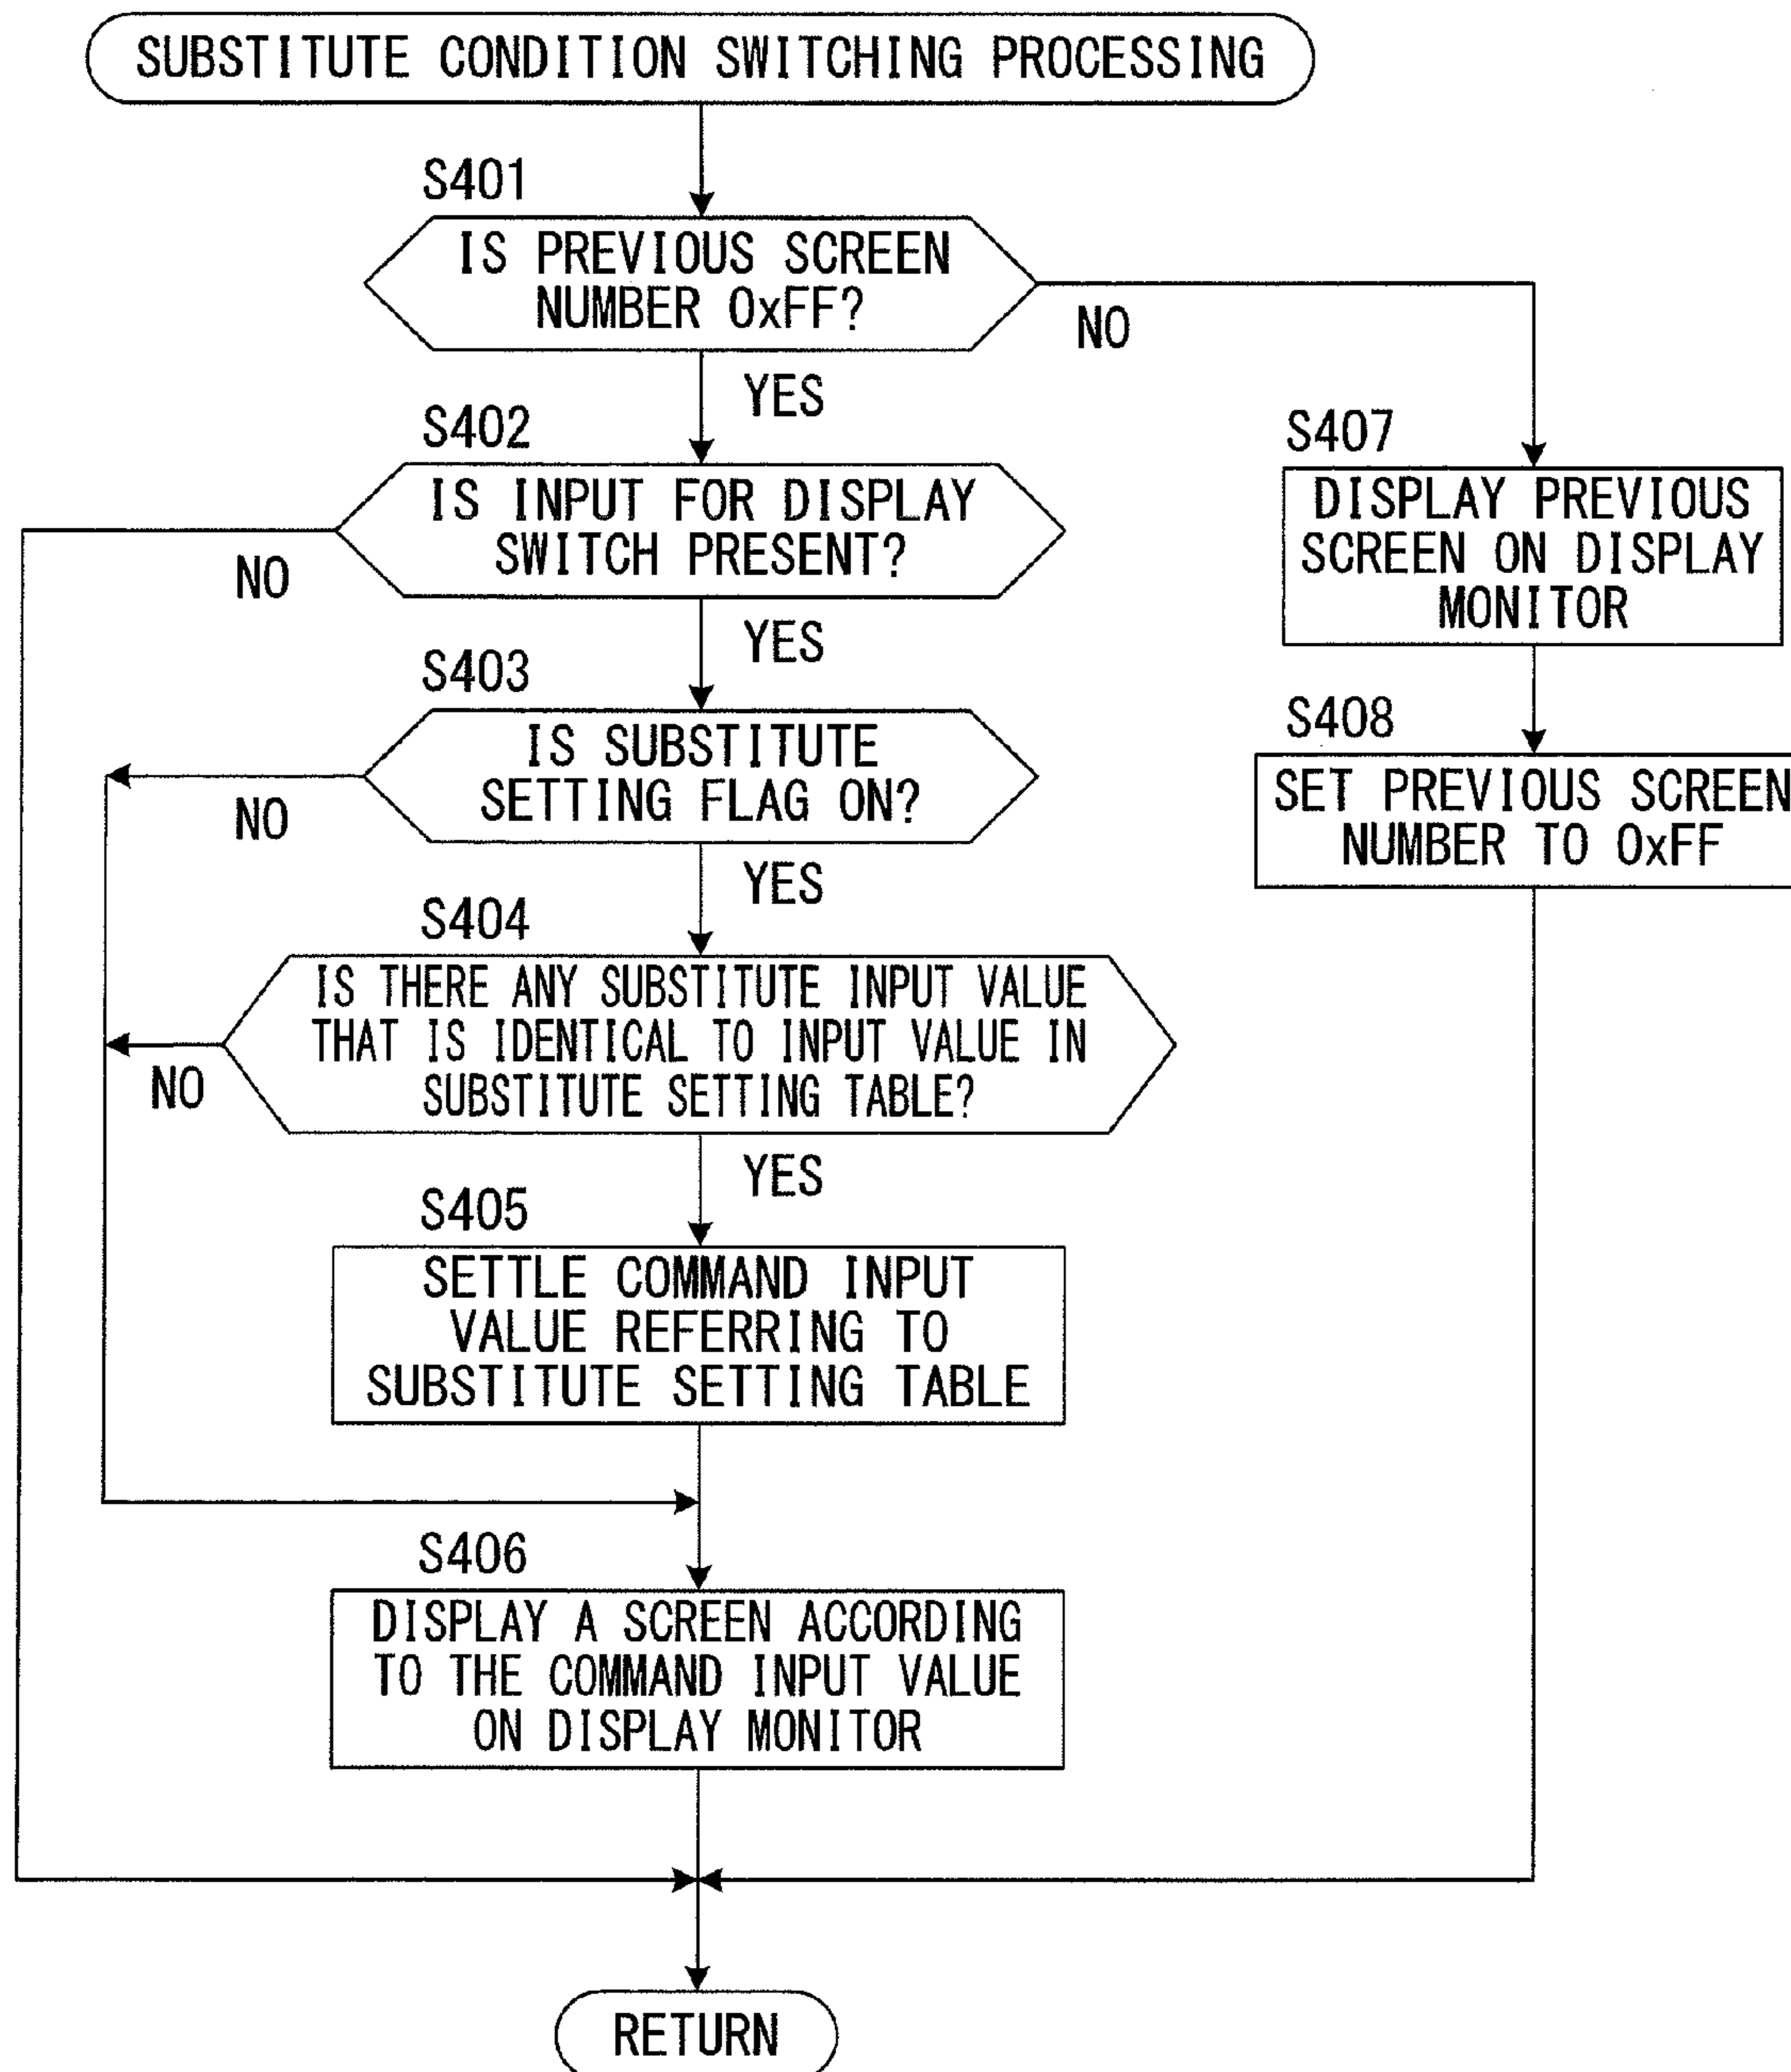 SUBSTITUTE CONDITION SWITCHING PROCESSING
S401
IS PREVIOUS SCREEN
NUMBER 0xFF?
NO
YES
S402
IS INPUT FOR DISPLAY
SWITCH PRESENT?
NO
YES
S407
DISPLAY PREVIOUS
SCREEN ON DISPLAY
MONITOR
S403
IS SUBSTITUTE
SETTING FLAG ON?
NO
YES
S408
SET PREVIOUS SCREEN
NUMBER TO 0xFF
S404
IS THERE ANY SUBSTITUTE INPUT VALUE
THAT IS IDENTICAL TO INPUT VALUE IN
SUBSTITUTE SETTING TABLE?
NO
YES
S405
SETTLE COMMAND INPUT
VALUE REFERRING TO
SUBSTITUTE SETTING TABLE
S406
DISPLAY A SCREEN ACCORDING
TO THE COMMAND INPUT VALUE
ON DISPLAY MONITOR
RETURN